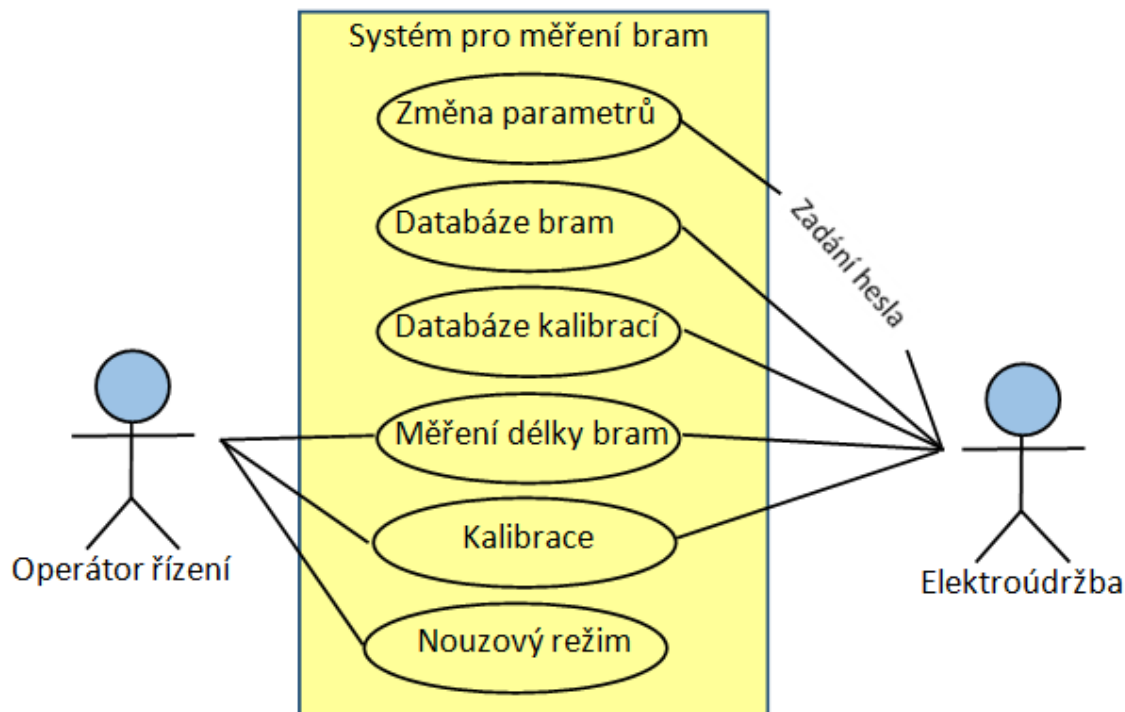 Systém pro měření bram
Změna parametrů
Zadání hesla
Databáze bram
Databáze kalibrací
Měření délky bram
Kalibrace
Operátor řízení
Elektroúdržba
Nouzový režim